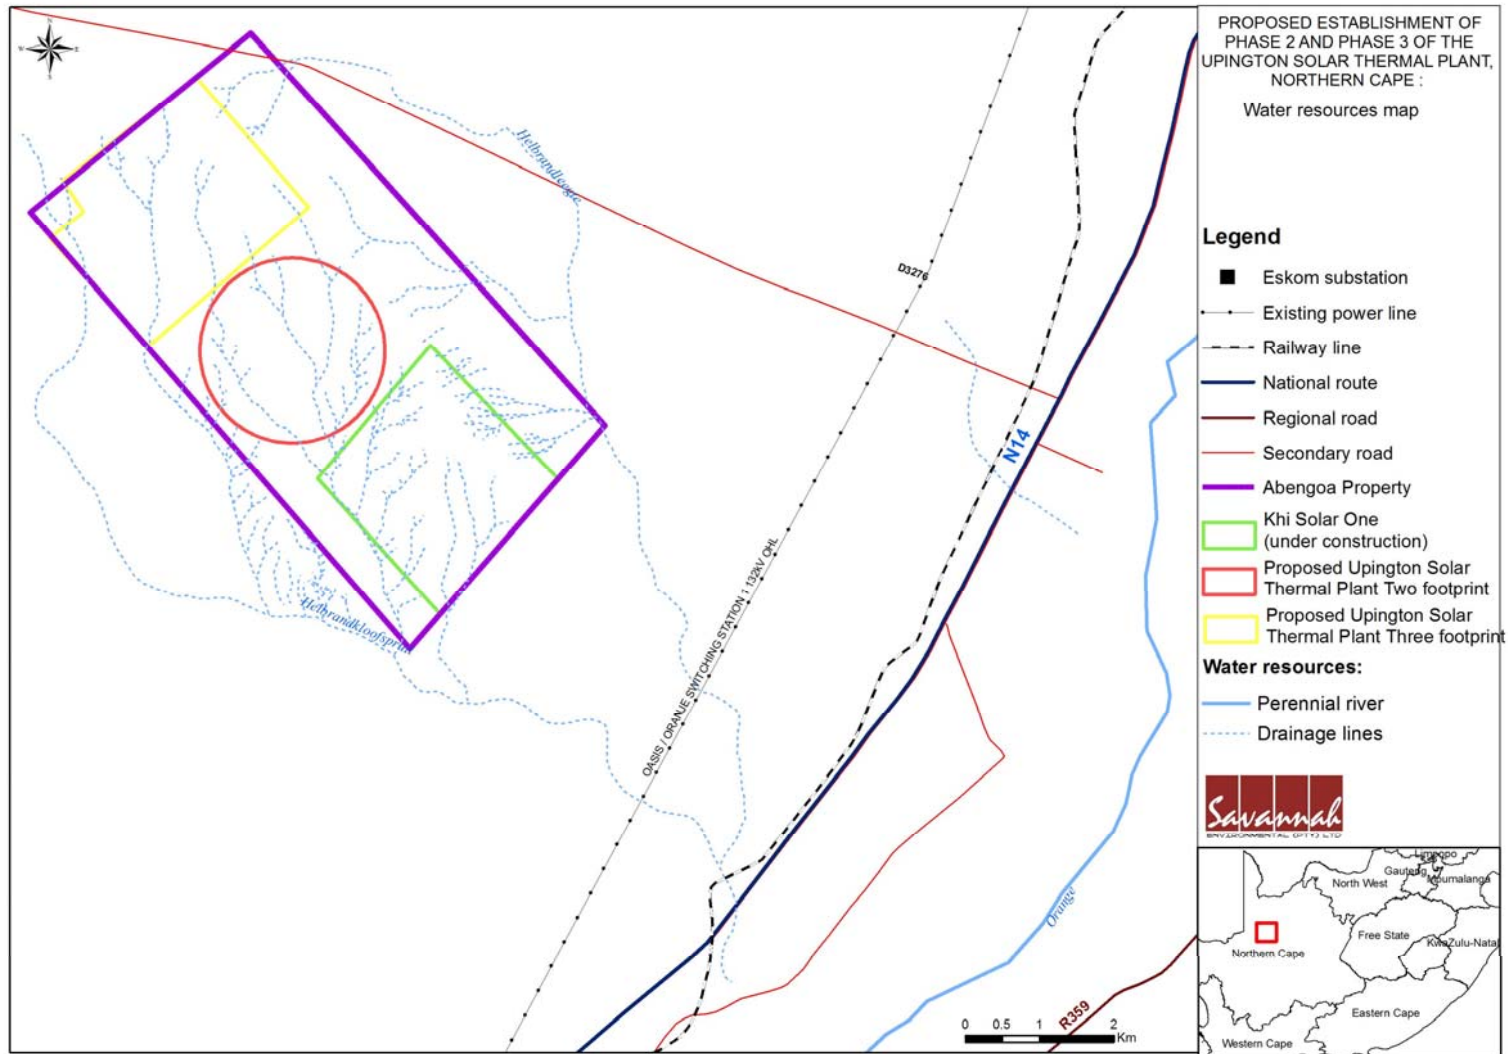 PROPOSED ESTABLISHMENT OF
PHASE 2 AND PHASE 3 OF THE
UPINGTON SOLAR THERMAL PLANT,
NORTHERN CAPE :
Water resources map
Legend
Eskom substation
Existing power line
Railway line
National route
Regional road
Secondary road
Abengoa Property
Khi Solar One
(under construction)
Proposed Upington Solar
Thermal Plant Two footprint
Proposed Upington Solar
Thermal Plant Three footprint
Water resources:
Perennial river
Drainage lines
Savannah
ENVIRONMENTAL (PTY) LTD
Limpopo
Gauteng
Mpumalanga
North West
Free State
KwaZulu-Natal
Northern Cape
Eastern Cape
Western Cape
N
W
E
S
Helbrandleegte
D3276
N14
OASIS / ORANJE SWITCHING STATION 1 132kV OHL
Helbrandkloofspruit
Orange
R359
0 0.5 1 2
Km